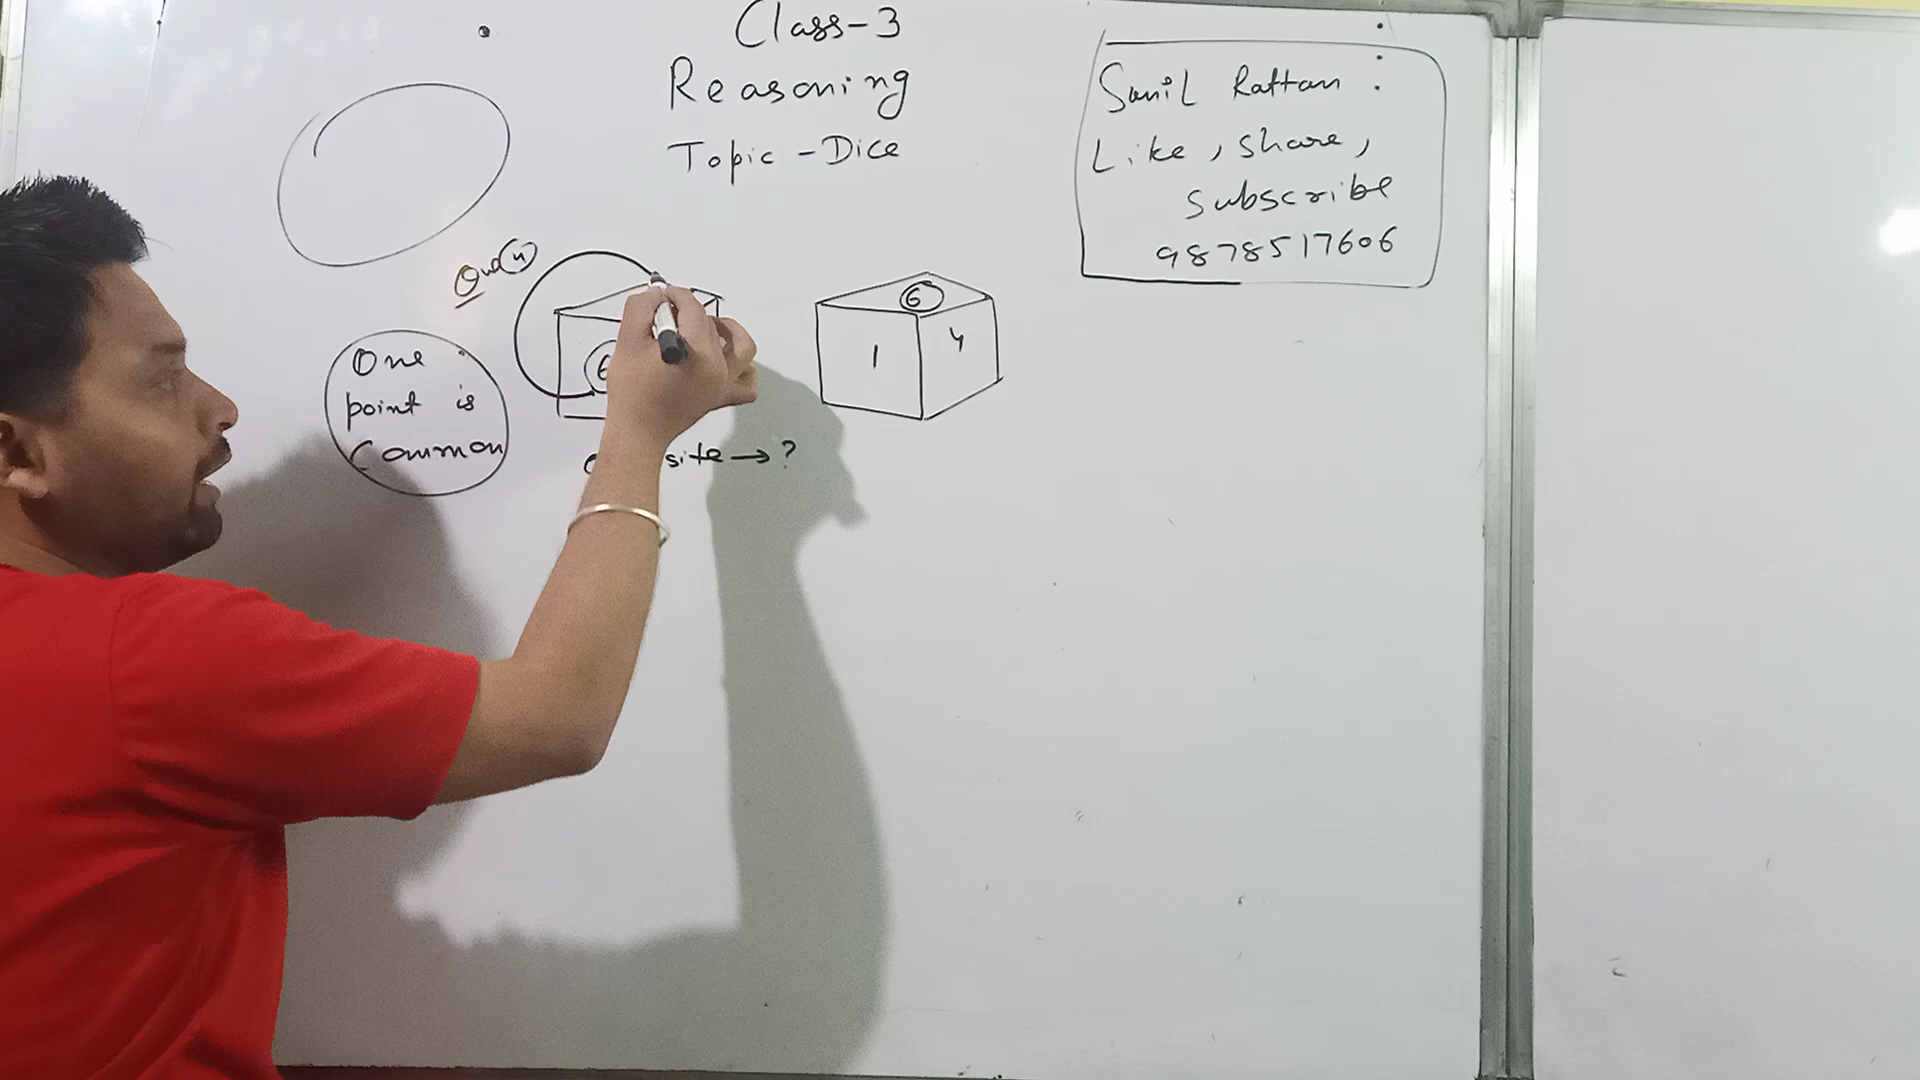 Class-3
Reasoning
Topic - Dice
Sunil Rattan :
Like, share,
subscribe
9878517606
Que 4
One
point is
Common
6
6
1 4
site → ?